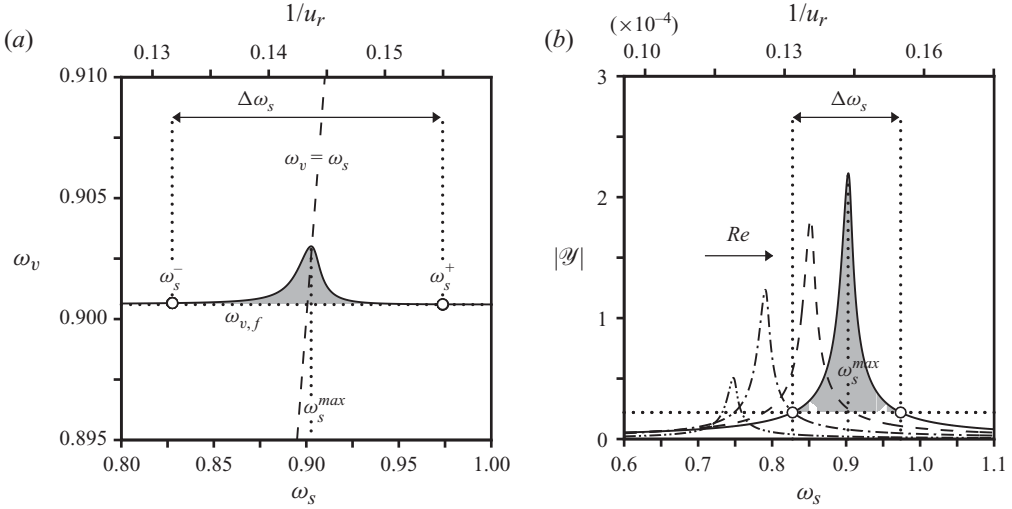 (a)
1/u_r
0.13 0.14 0.15
0.910
Δω_s
ω_v = ω_s
0.905
ω_v
ω_s^-
ω_s^+
0.900
ω_{v, f}
ω_s^{max}
0.895
0.80 0.85 0.90 0.95 1.00
ω_s
(b)
(×10^{-4})
1/u_r
0.10 0.13 0.16
3
Δω_s
2
Re
|𝒴|
1
ω_s^{max}
0
0.6 0.7 0.8 0.9 1.0 1.1
ω_s